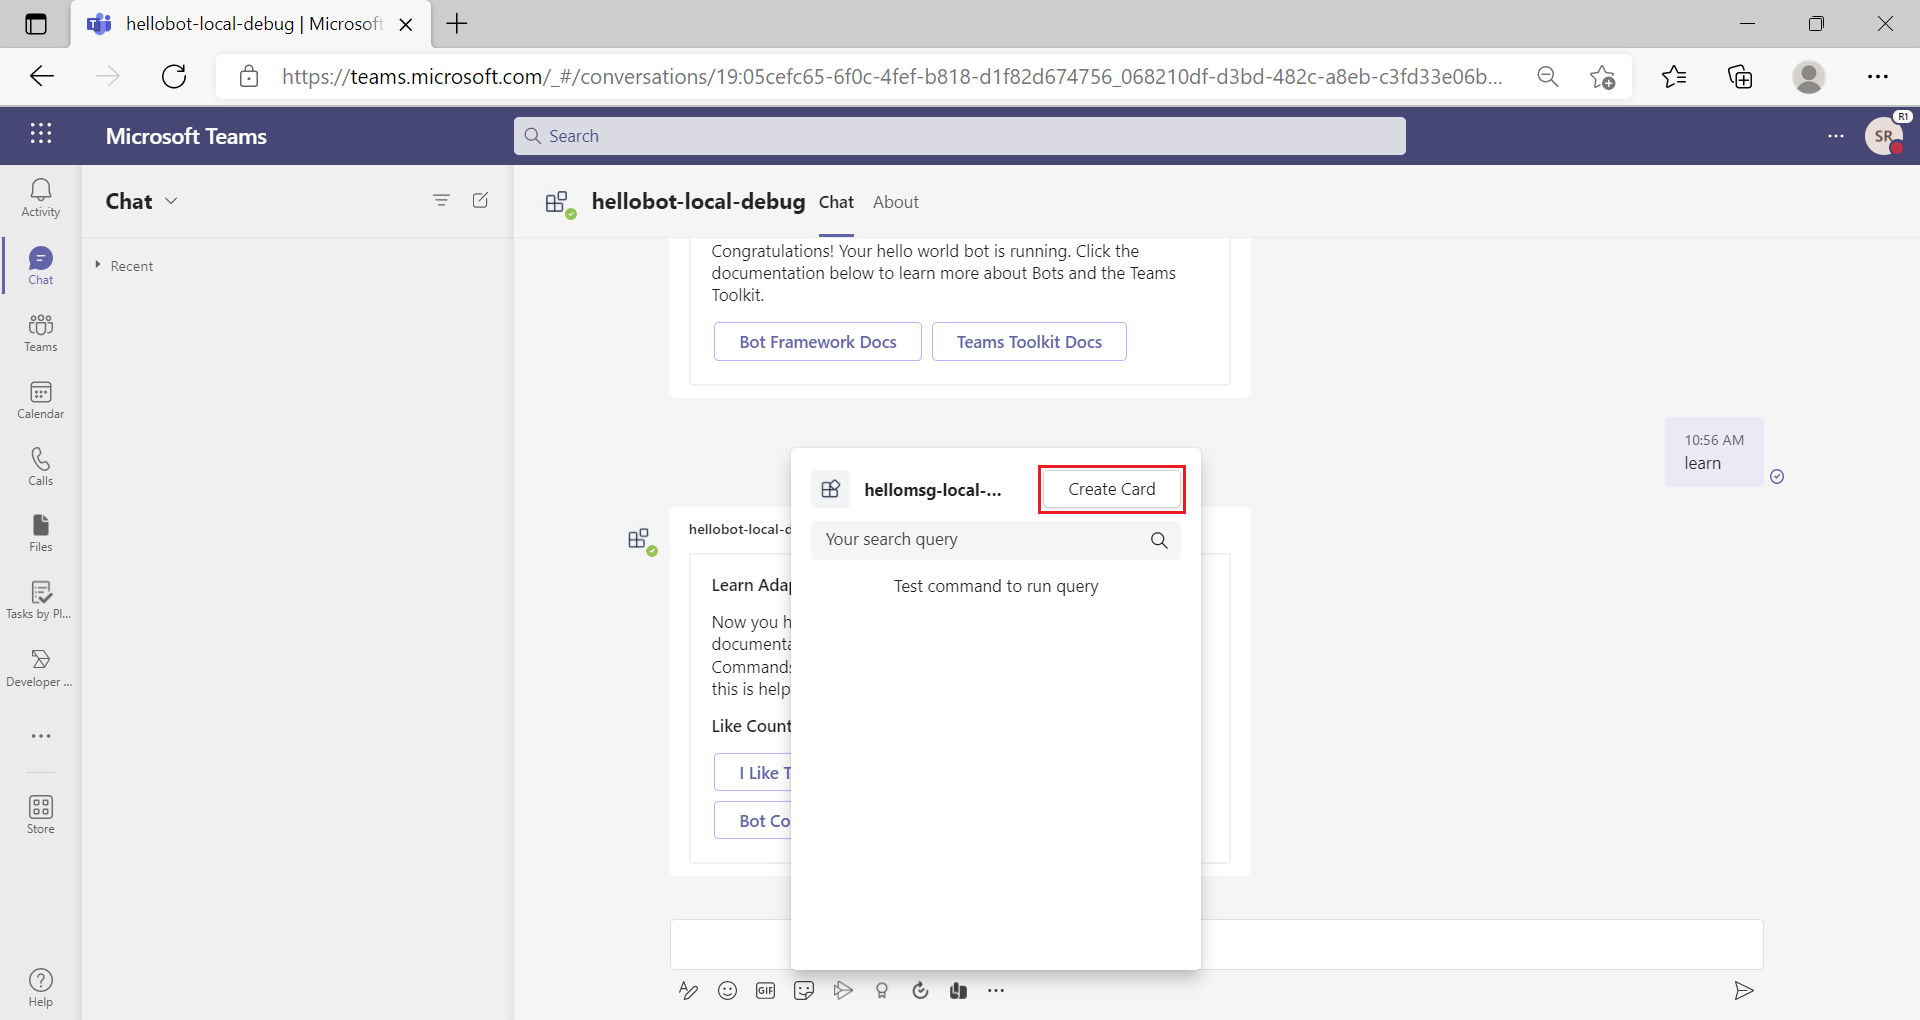 hellobot-local-debug | Microsoft
https://teams.microsoft.com/_#/conversations/19:05cefc65-6f0c-4fef-b818-d1f82d674756_068210df-d3bd-482c-a8eb-c3fd33e06b...
Microsoft Teams
Search
R1
SR
Activity
Chat
Teams
Calendar
Calls
Files
Tasks by Pl...
Developer ...
Store
Help
Chat
Recent
hellobot-local-debug
Chat
About
Congratulations! Your hello world bot is running. Click the
documentation below to learn more about Bots and the Teams
Toolkit.
Bot Framework Docs
Teams Toolkit Docs
10:56 AM
learn
hellobot-local-d
Learn Adap
Now you h
documenta
Commands
this is help
Like Count
I Like T
Bot Co
hellomsg-local-...
Create Card
Your search query
Test command to run query
GIF